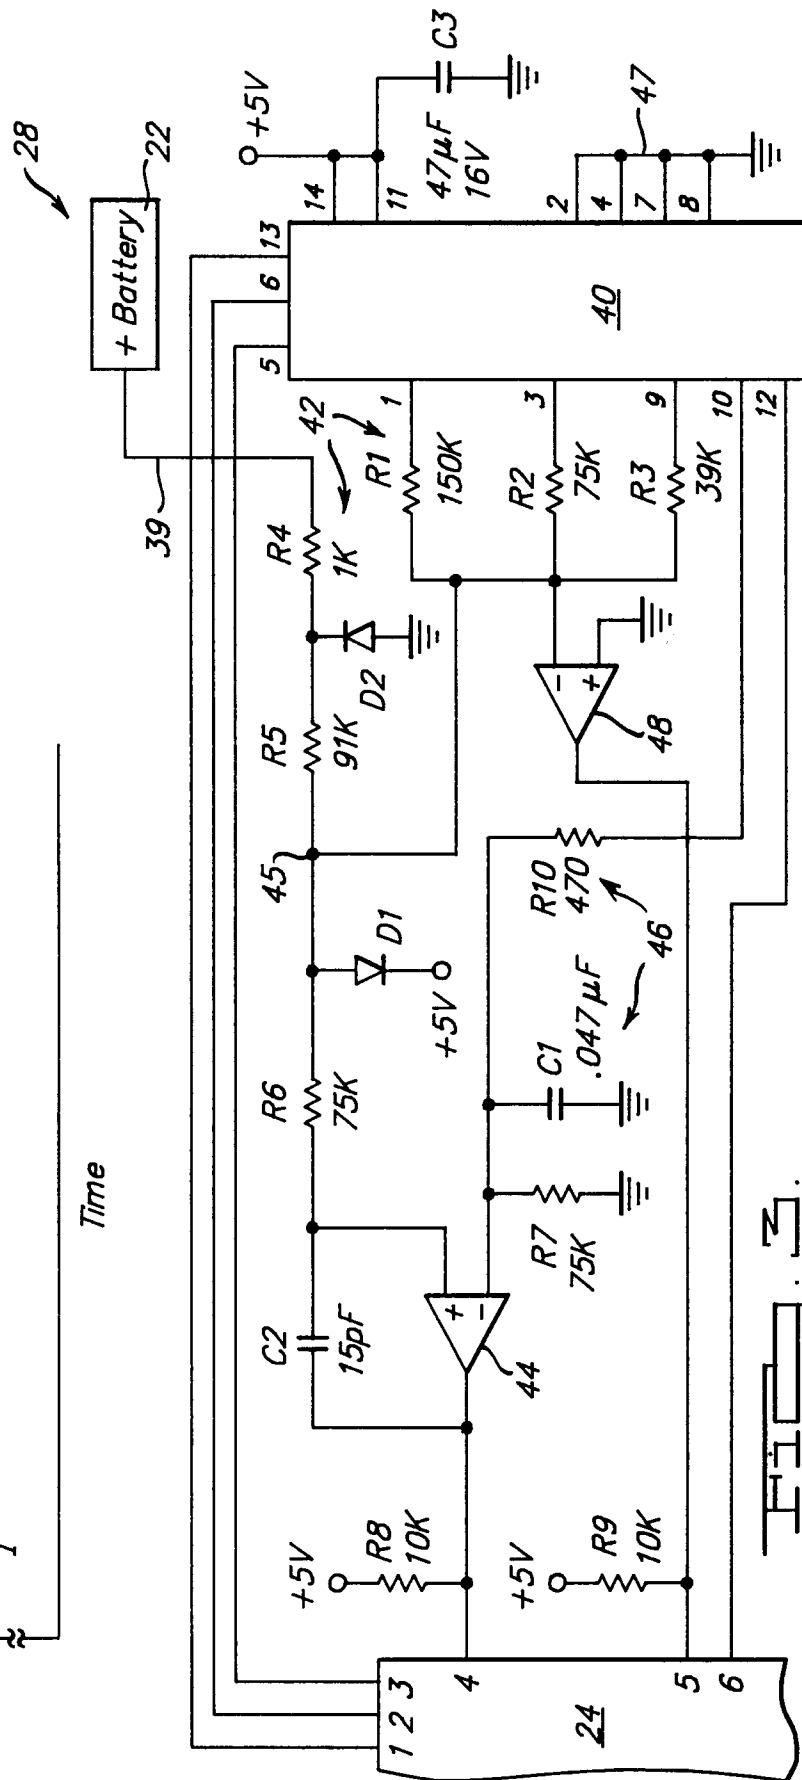 1
Time
28
22
+ Battery
39
42
+5V
C3
47µF
16V
47
14
11
2
4
7
8
13
6
5
40
1
3
9
10
12
R1
150K
R2
75K
R3
39K
R4
1K
D2
R5
91K
45
D1
+5V
R6
75K
C2
15pF
+
-
44
-
+
48
R10
470
46
C1
.047µF
R7
75K
+5V
R8
10K
+5V
R9
10K
1 2 3
4
5
6
24
FIG. 3.